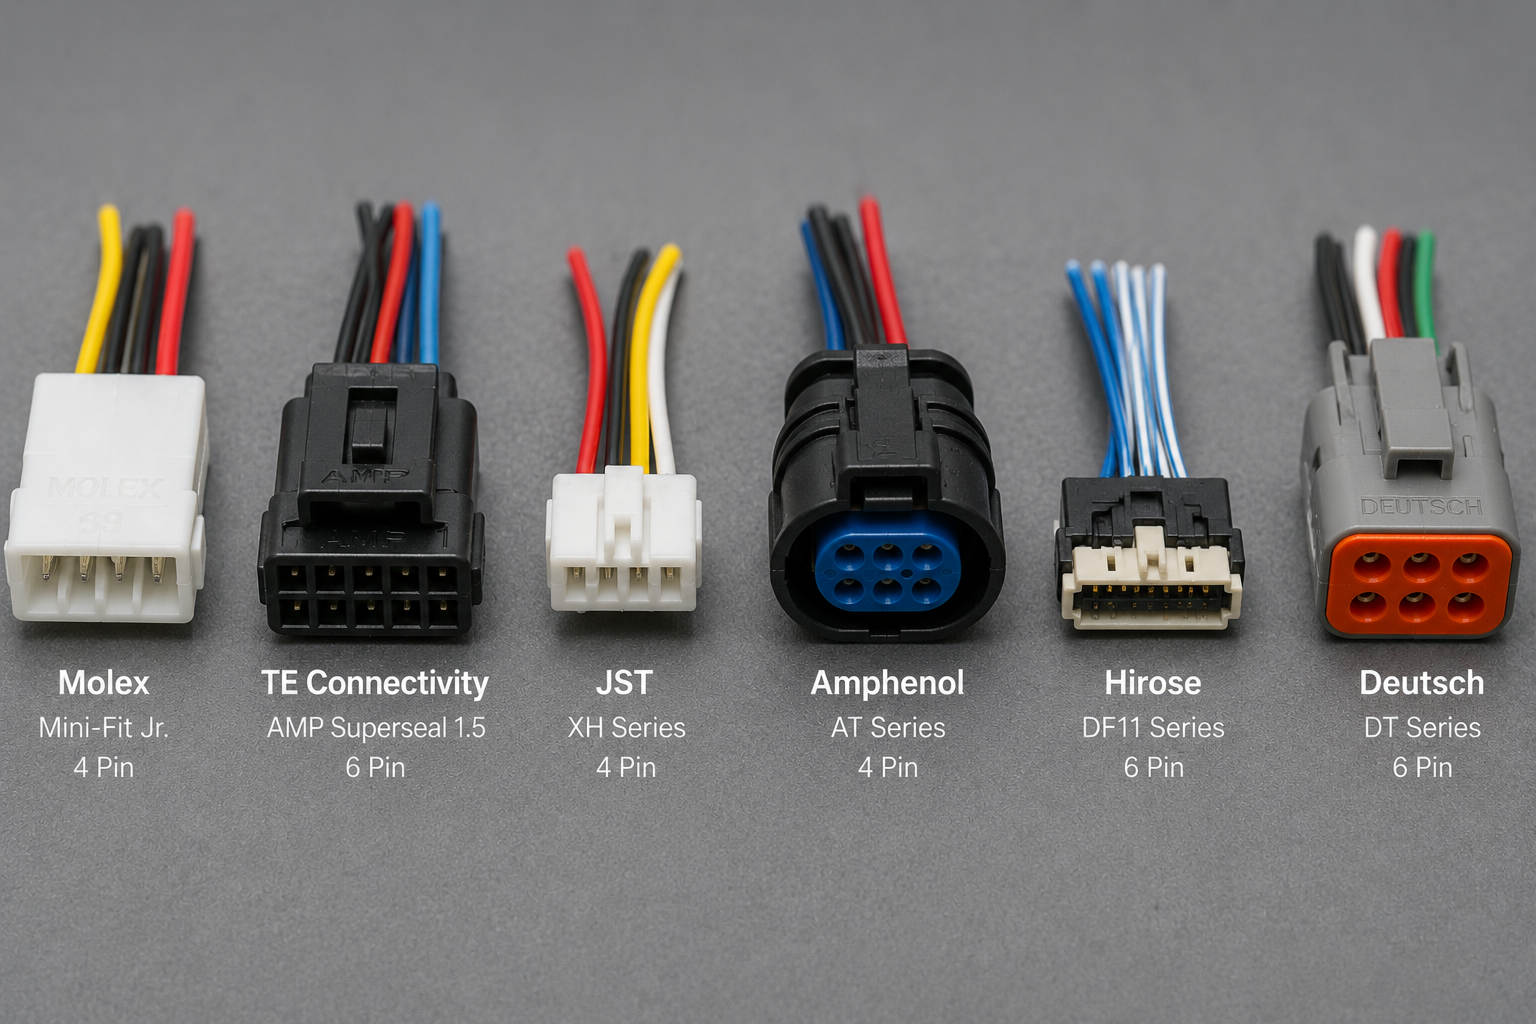 MOLEX
99
AMP
AMP 1
DEUTSCH
Molex
Mini-Fit Jr.
4 Pin
TE Connectivity
AMP Superseal 1.5
6 Pin
JST
XH Series
4 Pin
Amphenol
AT Series
4 Pin
Hirose
DF11 Series
6 Pin
Deutsch
DT Series
6 Pin